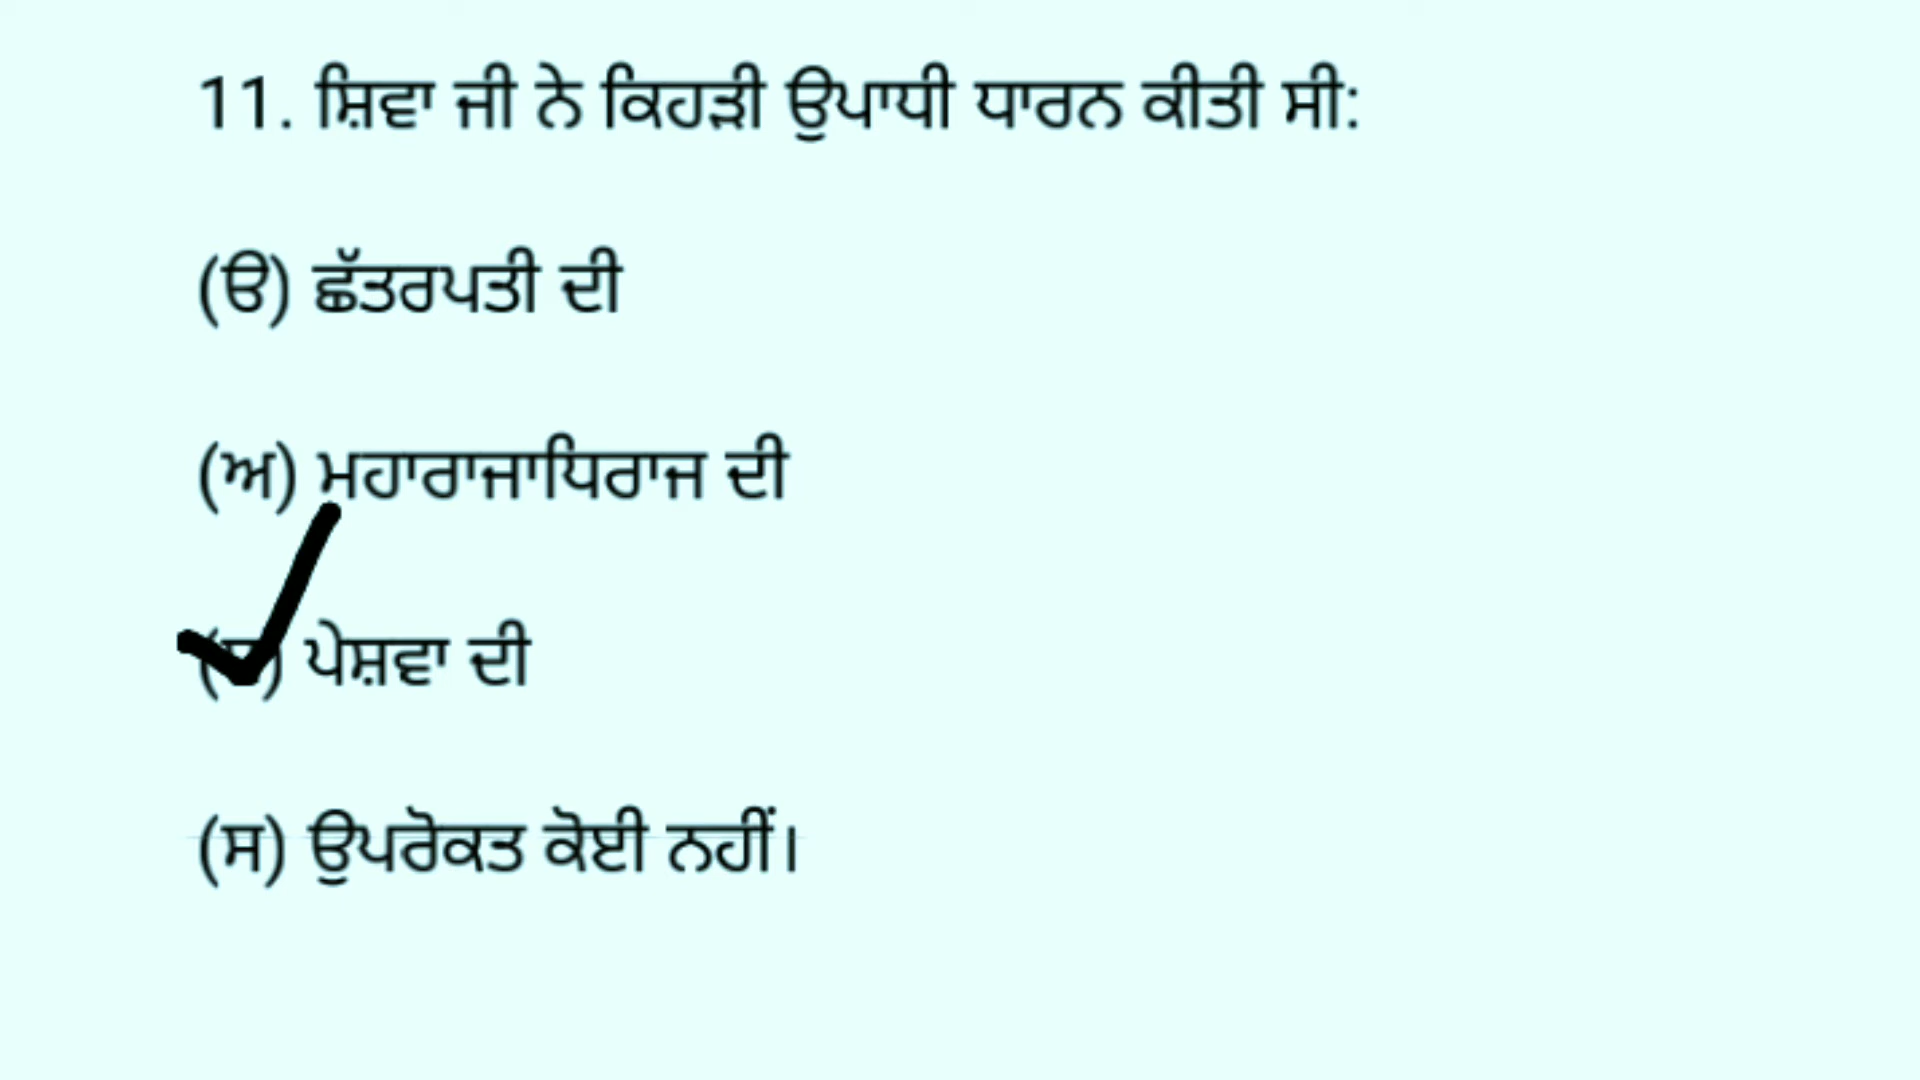 11. ਸ਼ਿਵਾ ਜੀ ਨੇ ਕਿਹੜੀ ਉਪਾਧੀ ਧਾਰਨ ਕੀਤੀ ਸੀ:
(ੳ) ਛੱਤਰਪਤੀ ਦੀ
(ਅ) ਮਹਾਰਾਜਾਧਿਰਾਜ ਦੀ
ਪੇਸ਼ਵਾ ਦੀ
(ਸ) ਉਪਰੋਕਤ ਕੋਈ ਨਹੀਂ।